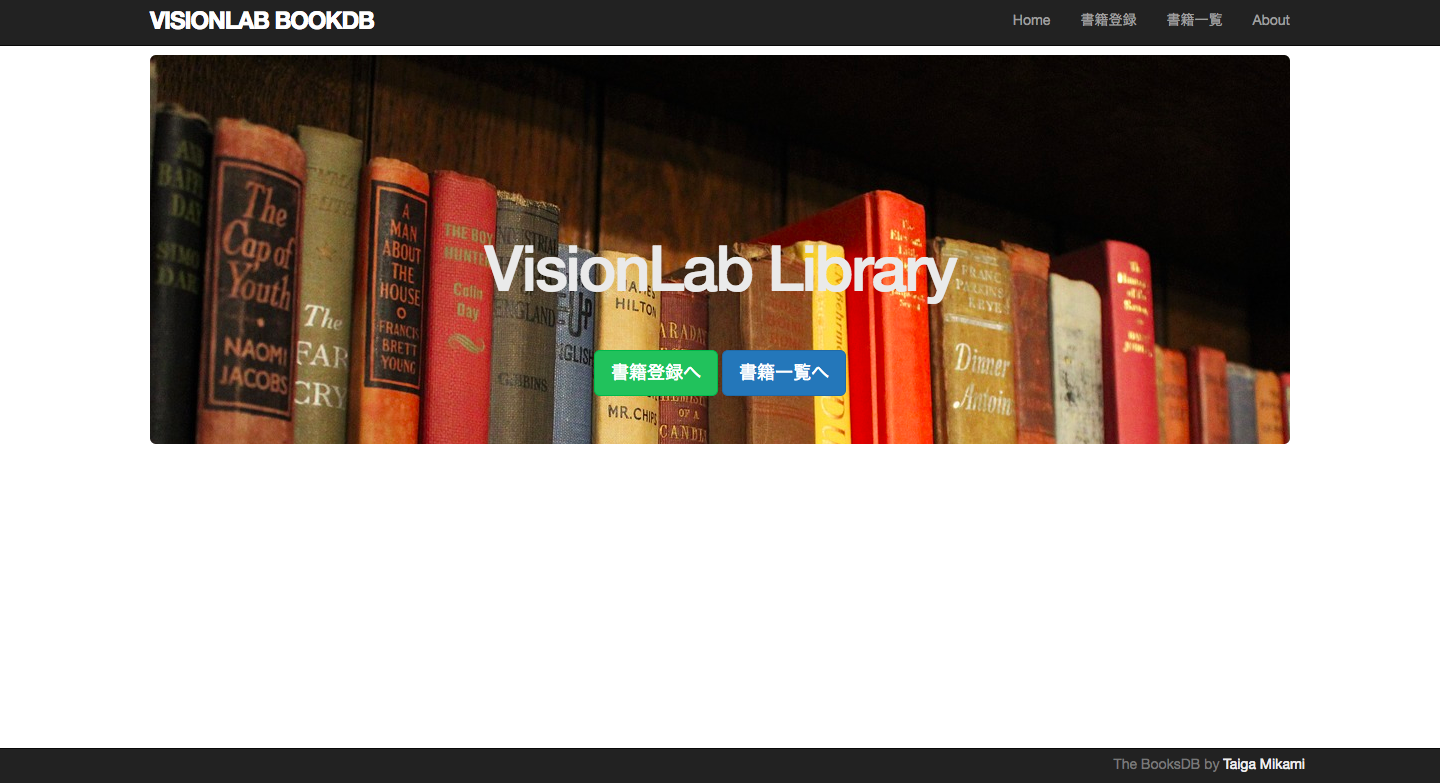 VISIONLAB BOOKDB
Home
書籍登録
書籍一覧
About
The
Cap of
Youth
NAOMI
JACOBS
The
FAR
CRY
A
MAN
ABOUT
THE
HOUSE
FRANCIS
BRETT
YOUNG
THE BOY
Colin
Day
ENGLAND
GIBBINS
UP
HILTON
MR. CHIPS
OF A
Dinner
Antoin
VisionLab Library
書籍登録へ
書籍一覧へ
The BooksDB by Taiga Mikami